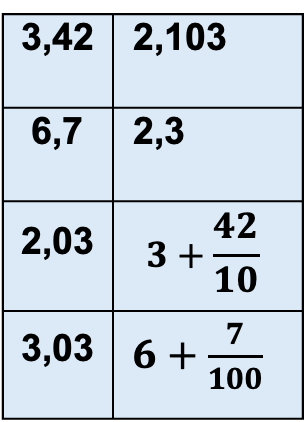 3,42 2,103
6,7 2,3
2,03 3 + 42/10
3,03 6 + 7/100